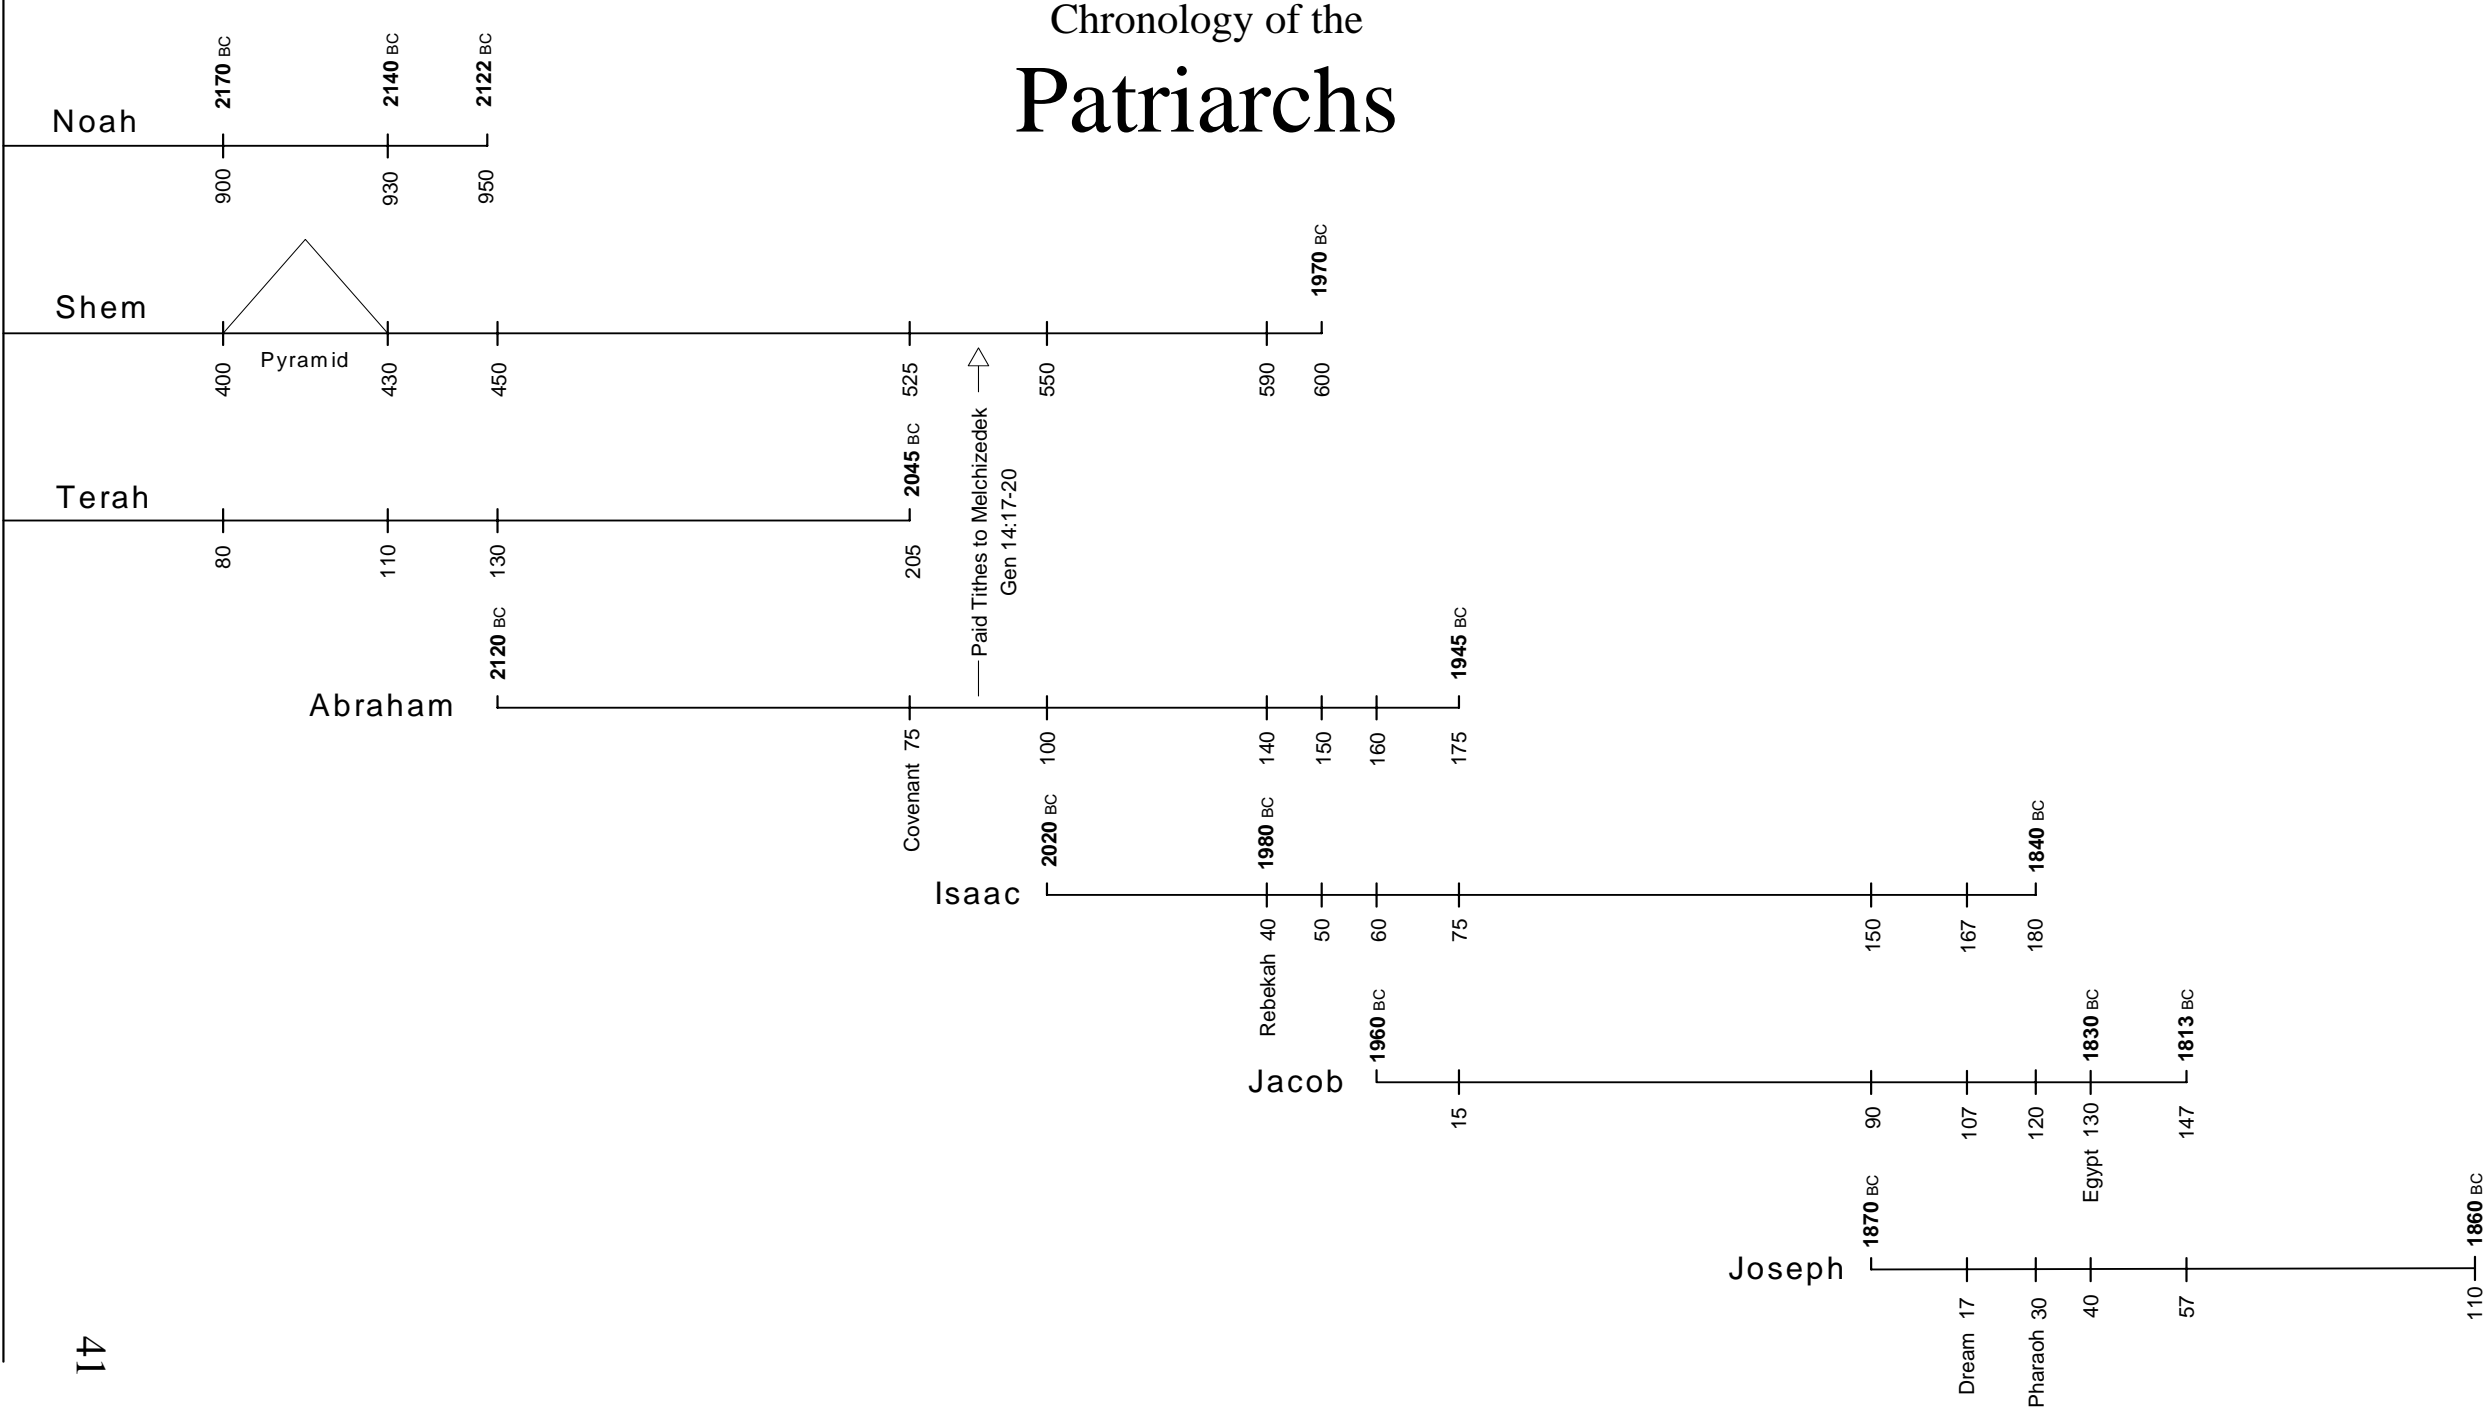 Chronology of the
Patriarchs
2170 BC
2140 BC
2122 BC
Noah
900
930
950
1970 BC
Shem
Pyramid
400
430
450
525
550
590
600
2045 BC
Paid Tithes to Melchizedek
Gen 14:17-20
Terah
80
110
130
205
2120 BC
1945 BC
Abraham
Covenant 75
100
140
150
160
175
2020 BC
1980 BC
1840 BC
Isaac
Rebekah 40
50
60
75
150
167
180
1960 BC
1830 BC
1813 BC
Jacob
15
90
107
120
Egypt 130
147
1870 BC
1860 BC
Joseph
Dream 17
Pharaoh 30
40
57
110
41